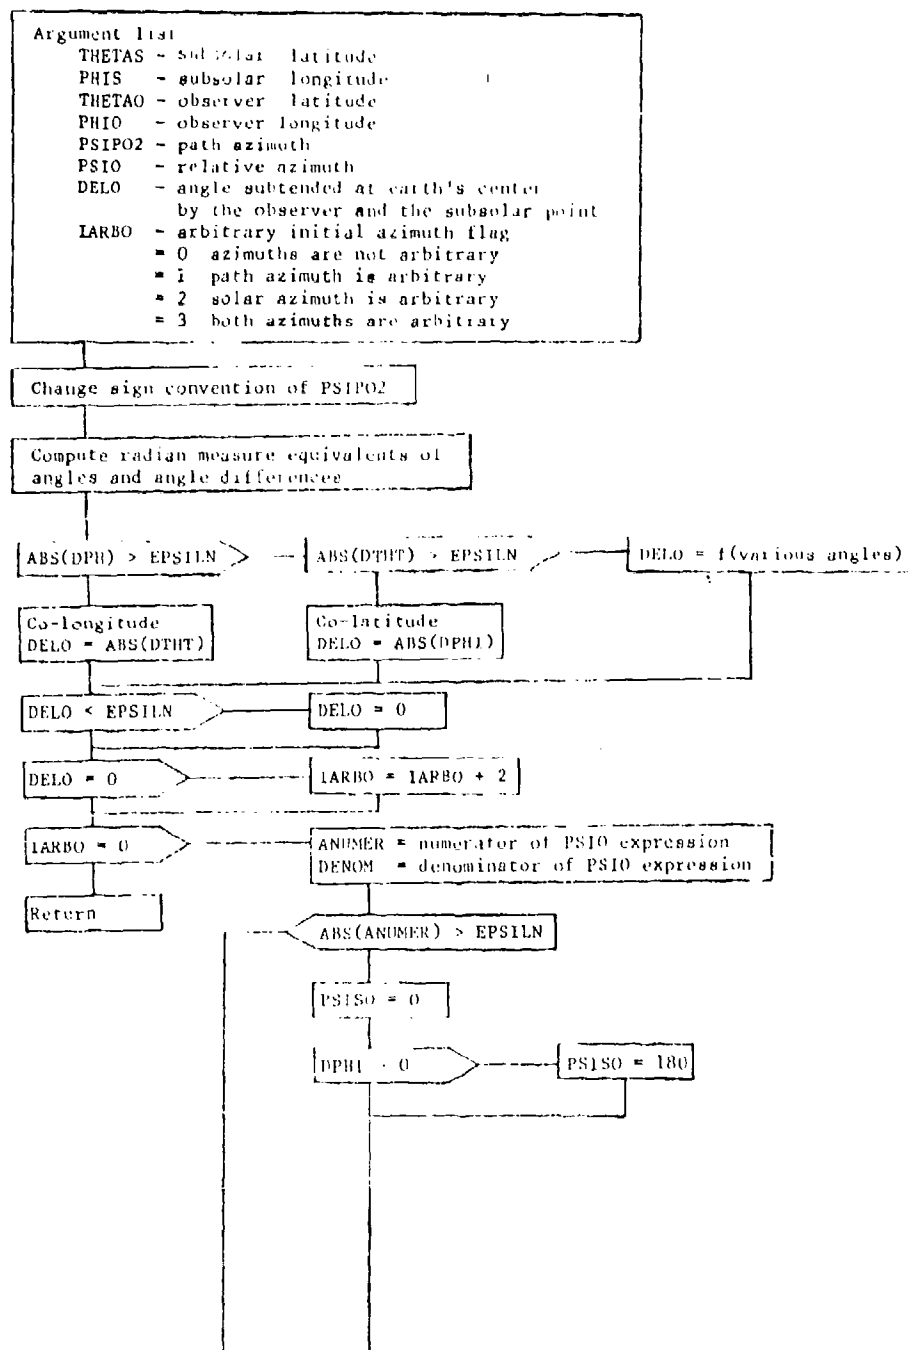 Argument list
THETAS - subsolar latitude
PHIS - subsolar longitude
THETAO - observer latitude
PHIO - observer longitude
PSIPO2 - path azimuth
PSIO - relative azimuth
DELO - angle subtended at earth's center
by the observer and the subsolar point
IARBO - arbitrary initial azimuth flag
= 0 azimuths are not arbitrary
= 1 path azimuth is arbitrary
= 2 solar azimuth is arbitrary
= 3 both azimuths are arbitrary
Change sign convention of PSIPO2
Compute radian measure equivalents of
angles and angle differences
ABS(DPH) > EPSILN
ABS(DTHT) > EPSILN
DELO = f(various angles)
Co-longitude
DELO = ABS(DTHT)
Co-latitude
DELO = ABS(DPHI)
DELO < EPSILN
DELO = 0
DELO = 0
IARBO = IARBO + 2
IARBO = 0
ANUMER = numerator of PSIO expression
DENOM = denominator of PSIO expression
Return
ABS(ANUMER) > EPSILN
PSISO = 0
DPHI 0
PSISO = 180